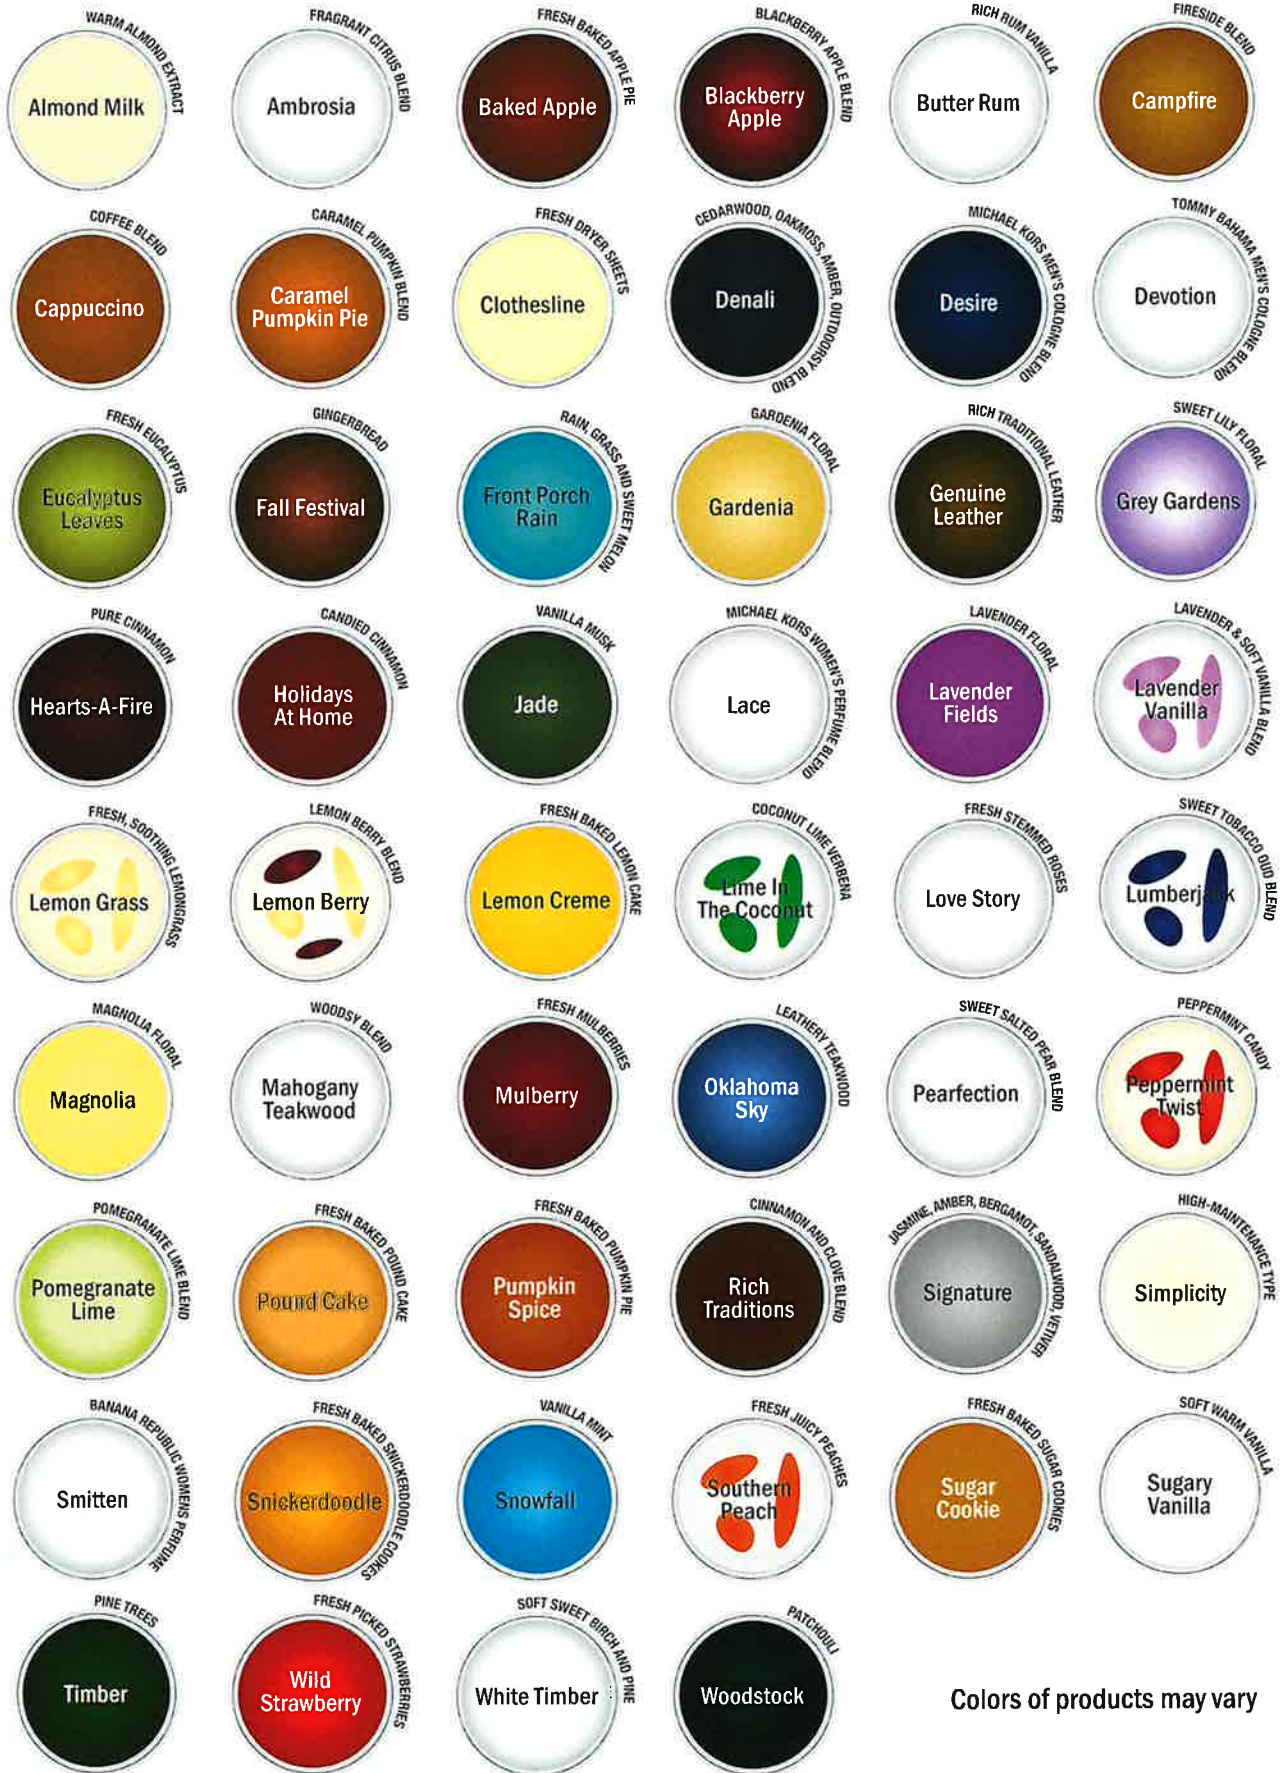 WARM ALMOND EXTRACT
Almond Milk
FRAGRANT CITRUS BLEND
Ambrosia
FRESH BAKED APPLE PIE
Baked Apple
BLACKBERRY APPLE BLEND
Blackberry
Apple
RICH RUM VANILLA
Butter Rum
FIRESIDE BLEND
Campfire
COFFEE BLEND
Cappuccino
CARAMEL PUMPKIN BLEND
Caramel
Pumpkin Pie
FRESH DRYER SHEETS
Clothesline
CEDARWOOD, OAKMOSS, AMBER, OUTDOORSY BLEND
Denali
MICHAEL KORS MEN'S COLOGNE BLEND
Desire
TOMMY BAHAMA MEN'S COLOGNE BLEND
Devotion
FRESH EUCALYPTUS
Eucalyptus
Leaves
GINGERBREAD
Fall Festival
RAIN, GRASS AND SWEET MELON
Front Porch
Rain
GARDENIA FLORAL
Gardenia
RICH TRADITIONAL LEATHER
Genuine
Leather
SWEET LILY FLORAL
Grey Gardens
PURE CINNAMON
Hearts-A-Fire
CANDIED CINNAMON
Holidays
At Home
VANILLA MUSK
Jade
MICHAEL KORS WOMEN'S PERFUME BLEND
Lace
LAVENDER FLORAL
Lavender
Fields
LAVENDER & SOFT VANILLA BLEND
Lavender
Vanilla
FRESH, SOOTHING LEMONGRASS
Lemon Grass
LEMON BERRY BLEND
Lemon Berry
FRESH BAKED LEMON CAKE
Lemon Creme
COCONUT LIME VERBENA
Lime In
The Coconut
FRESH STEMMED ROSES
Love Story
SWEET TOBACCO OUD BLEND
Lumberjack
MAGNOLIA FLORAL
Magnolia
WOODSY BLEND
Mahogany
Teakwood
FRESH MULBERRIES
Mulberry
LEATHERY TEAKWOOD
Oklahoma
Sky
SWEET SALTED PEAR BLEND
Pearfection
PEPPERMINT CANDY
Peppermint
Twist
POMEGRANATE LIME BLEND
Pomegranate
Lime
FRESH BAKED POUND CAKE
Pound Cake
FRESH BAKED PUMPKIN PIE
Pumpkin
Spice
CINNAMON AND CLOVE BLEND
Rich
Traditions
JASMINE, AMBER, BERGAMOT, SANDALWOOD, VETIVER
Signature
HIGH-MAINTENANCE TYPE
Simplicity
BANANA REPUBLIC WOMENS PERFUME
Smitten
FRESH BAKED SNICKERDOODLE COOKES
Snickerdoodle
VANILLA MINT
Snowfall
FRESH JUICY PEACHES
Southern
Peach
FRESH BAKED SUGAR COOKIES
Sugar
Cookie
SOFT WARM VANILLA
Sugary
Vanilla
PINE TREES
Timber
FRESH PICKED STRAWBERRIES
Wild
Strawberry
SOFT SWEET BIRCH AND PINE
White Timber
PATCHOULI
Woodstock
Colors of products may vary